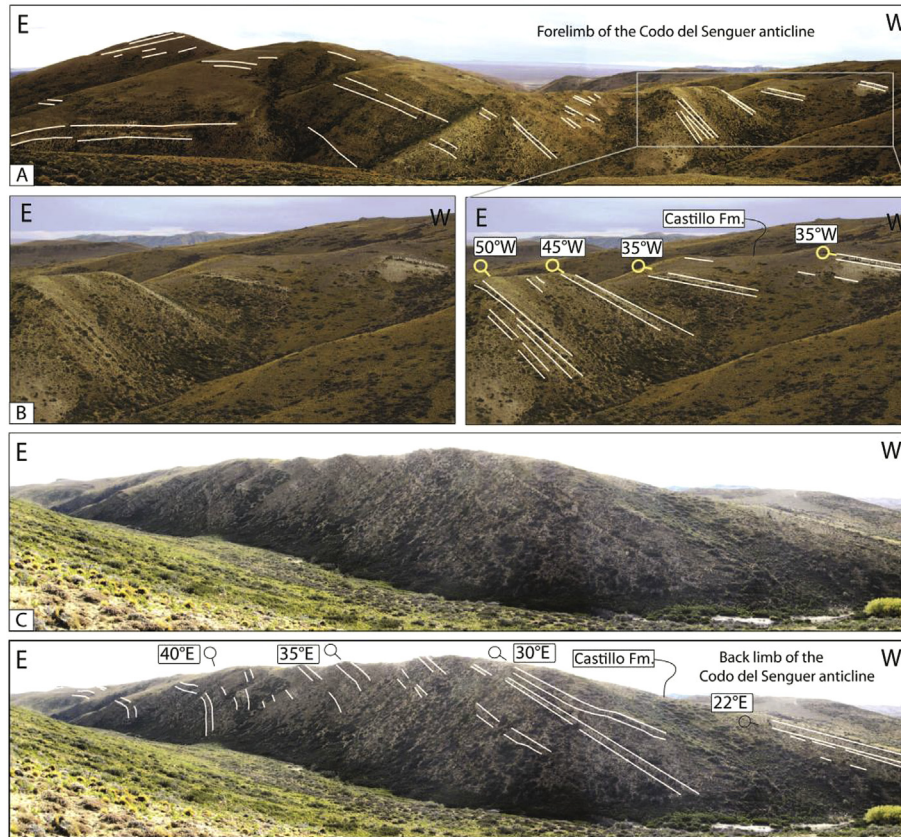 E
W
Forelimb of the Codo del Senguer anticline
A
E
W
B
E
W
Castillo Fm.
50°W
45°W
35°W
35°W
E
W
C
E
W
40°E
35°E
30°E
Castillo Fm.
Back limb of the
Codo del Senguer anticline
22°E
D